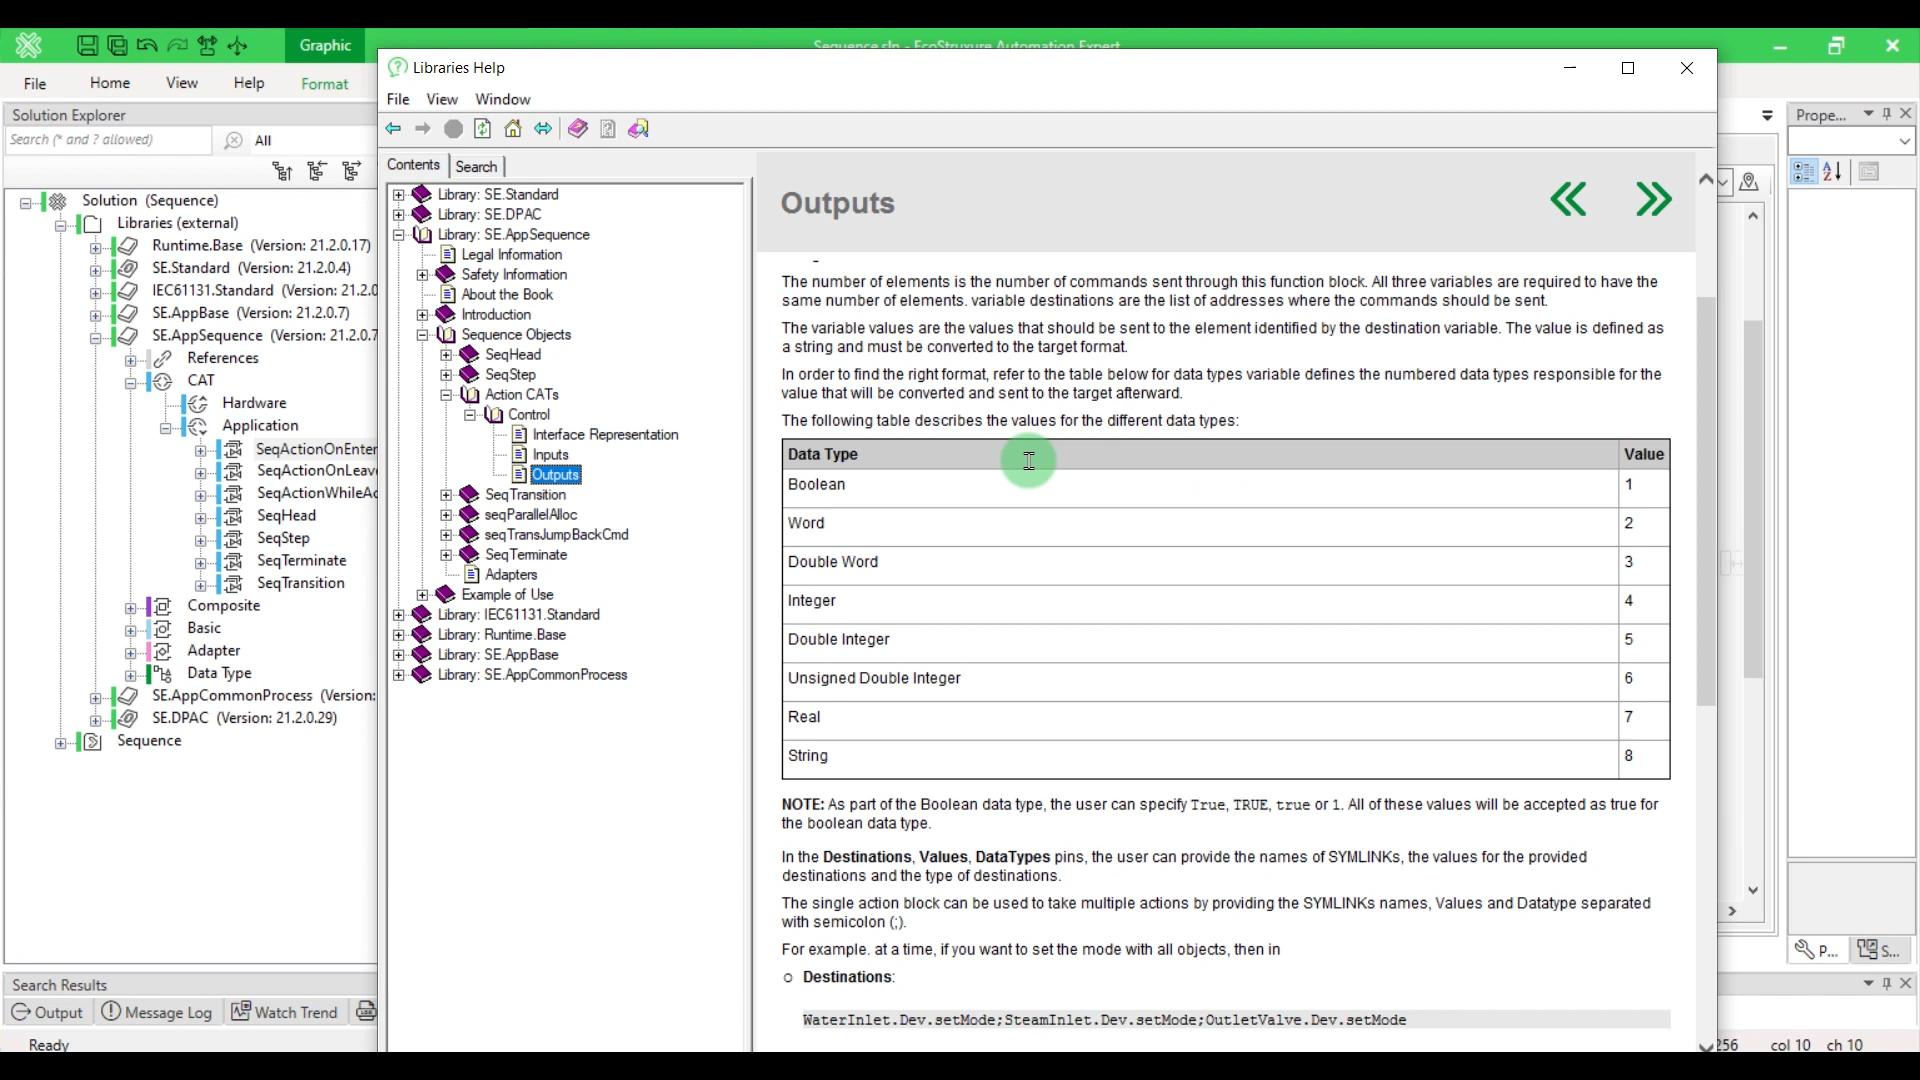 Graphic
Sequence.sln - EcoStruxure Automation Expert
File Home View Help Format
Solution Explorer
Search (* and ? allowed)
All
Solution (Sequence)
Libraries (external)
Runtime.Base (Version: 21.2.0.17)
SE.Standard (Version: 21.2.0.4)
IEC61131.Standard (Version: 21.2.0
SE.AppBase (Version: 21.2.0.7)
SE.AppSequence (Version: 21.2.0.7
References
CAT
Hardware
Application
SeqActionOnEnter
SeqActionOnLeav
SeqActionWhileAc
SeqHead
SeqStep
SeqTerminate
SeqTransition
Composite
Basic
Adapter
Data Type
SE.AppCommonProcess (Version:
SE.DPAC (Version: 21.2.0.29)
Sequence
Search Results
Output Message Log Watch Trend
Ready
Libraries Help
File View Window
Contents Search
Library: SE.Standard
Library: SE.DPAC
Library: SE.AppSequence
Legal Information
Safety Information
About the Book
Introduction
Sequence Objects
SeqHead
SeqStep
Action CATs
Control
Interface Representation
Inputs
Outputs
SeqTransition
seqParallelAlloc
seqTransJumpBackCmd
SeqTerminate
Adapters
Example of Use
Library: IEC61131.Standard
Library: Runtime.Base
Library: SE.AppBase
Library: SE.AppCommonProcess
Outputs
The number of elements is the number of commands sent through this function block. All three variables are required to have the
same number of elements. variable destinations are the list of addresses where the commands should be sent.
The variable values are the values that should be sent to the element identified by the destination variable. The value is defined as
a string and must be converted to the target format.
In order to find the right format, refer to the table below for data types variable defines the numbered data types responsible for the
value that will be converted and sent to the target afterward.
The following table describes the values for the different data types:
Data Type Value
Boolean 1
Word 2
Double Word 3
Integer 4
Double Integer 5
Unsigned Double Integer 6
Real 7
String 8
NOTE: As part of the Boolean data type, the user can specify True, TRUE, true or 1. All of these values will be accepted as true for
the boolean data type.
In the Destinations, Values, DataTypes pins, the user can provide the names of SYMLINKs, the values for the provided
destinations and the type of destinations.
The single action block can be used to take multiple actions by providing the SYMLINKs names, Values and Datatype separated
with semicolon (;).
For example. at a time, if you want to set the mode with all objects, then in
Destinations:
WaterInlet.Dev.setMode;SteamInlet.Dev.setMode;OutletValve.Dev.setMode
Prope...
P... S...
256 col 10 ch 10